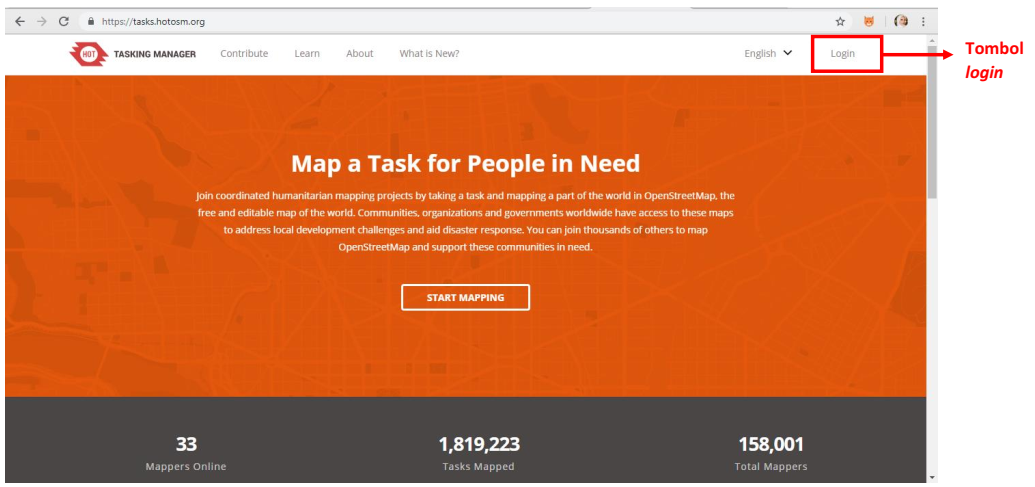 https://tasks.hotosm.org
HOT TASKING MANAGER Contribute Learn About What is New? English Login
Tombol
login
Map a Task for People in Need
Join coordinated humanitarian mapping projects by taking a task and mapping a part of the world in OpenStreetMap, the
free and editable map of the world. Communities, organizations and governments worldwide have access to these maps
to address local development challenges and aid disaster response. You can join thousands of others to map
OpenStreetMap and support these communities in need.
START MAPPING
33 1,819,223 158,001
Mappers Online Tasks Mapped Total Mappers